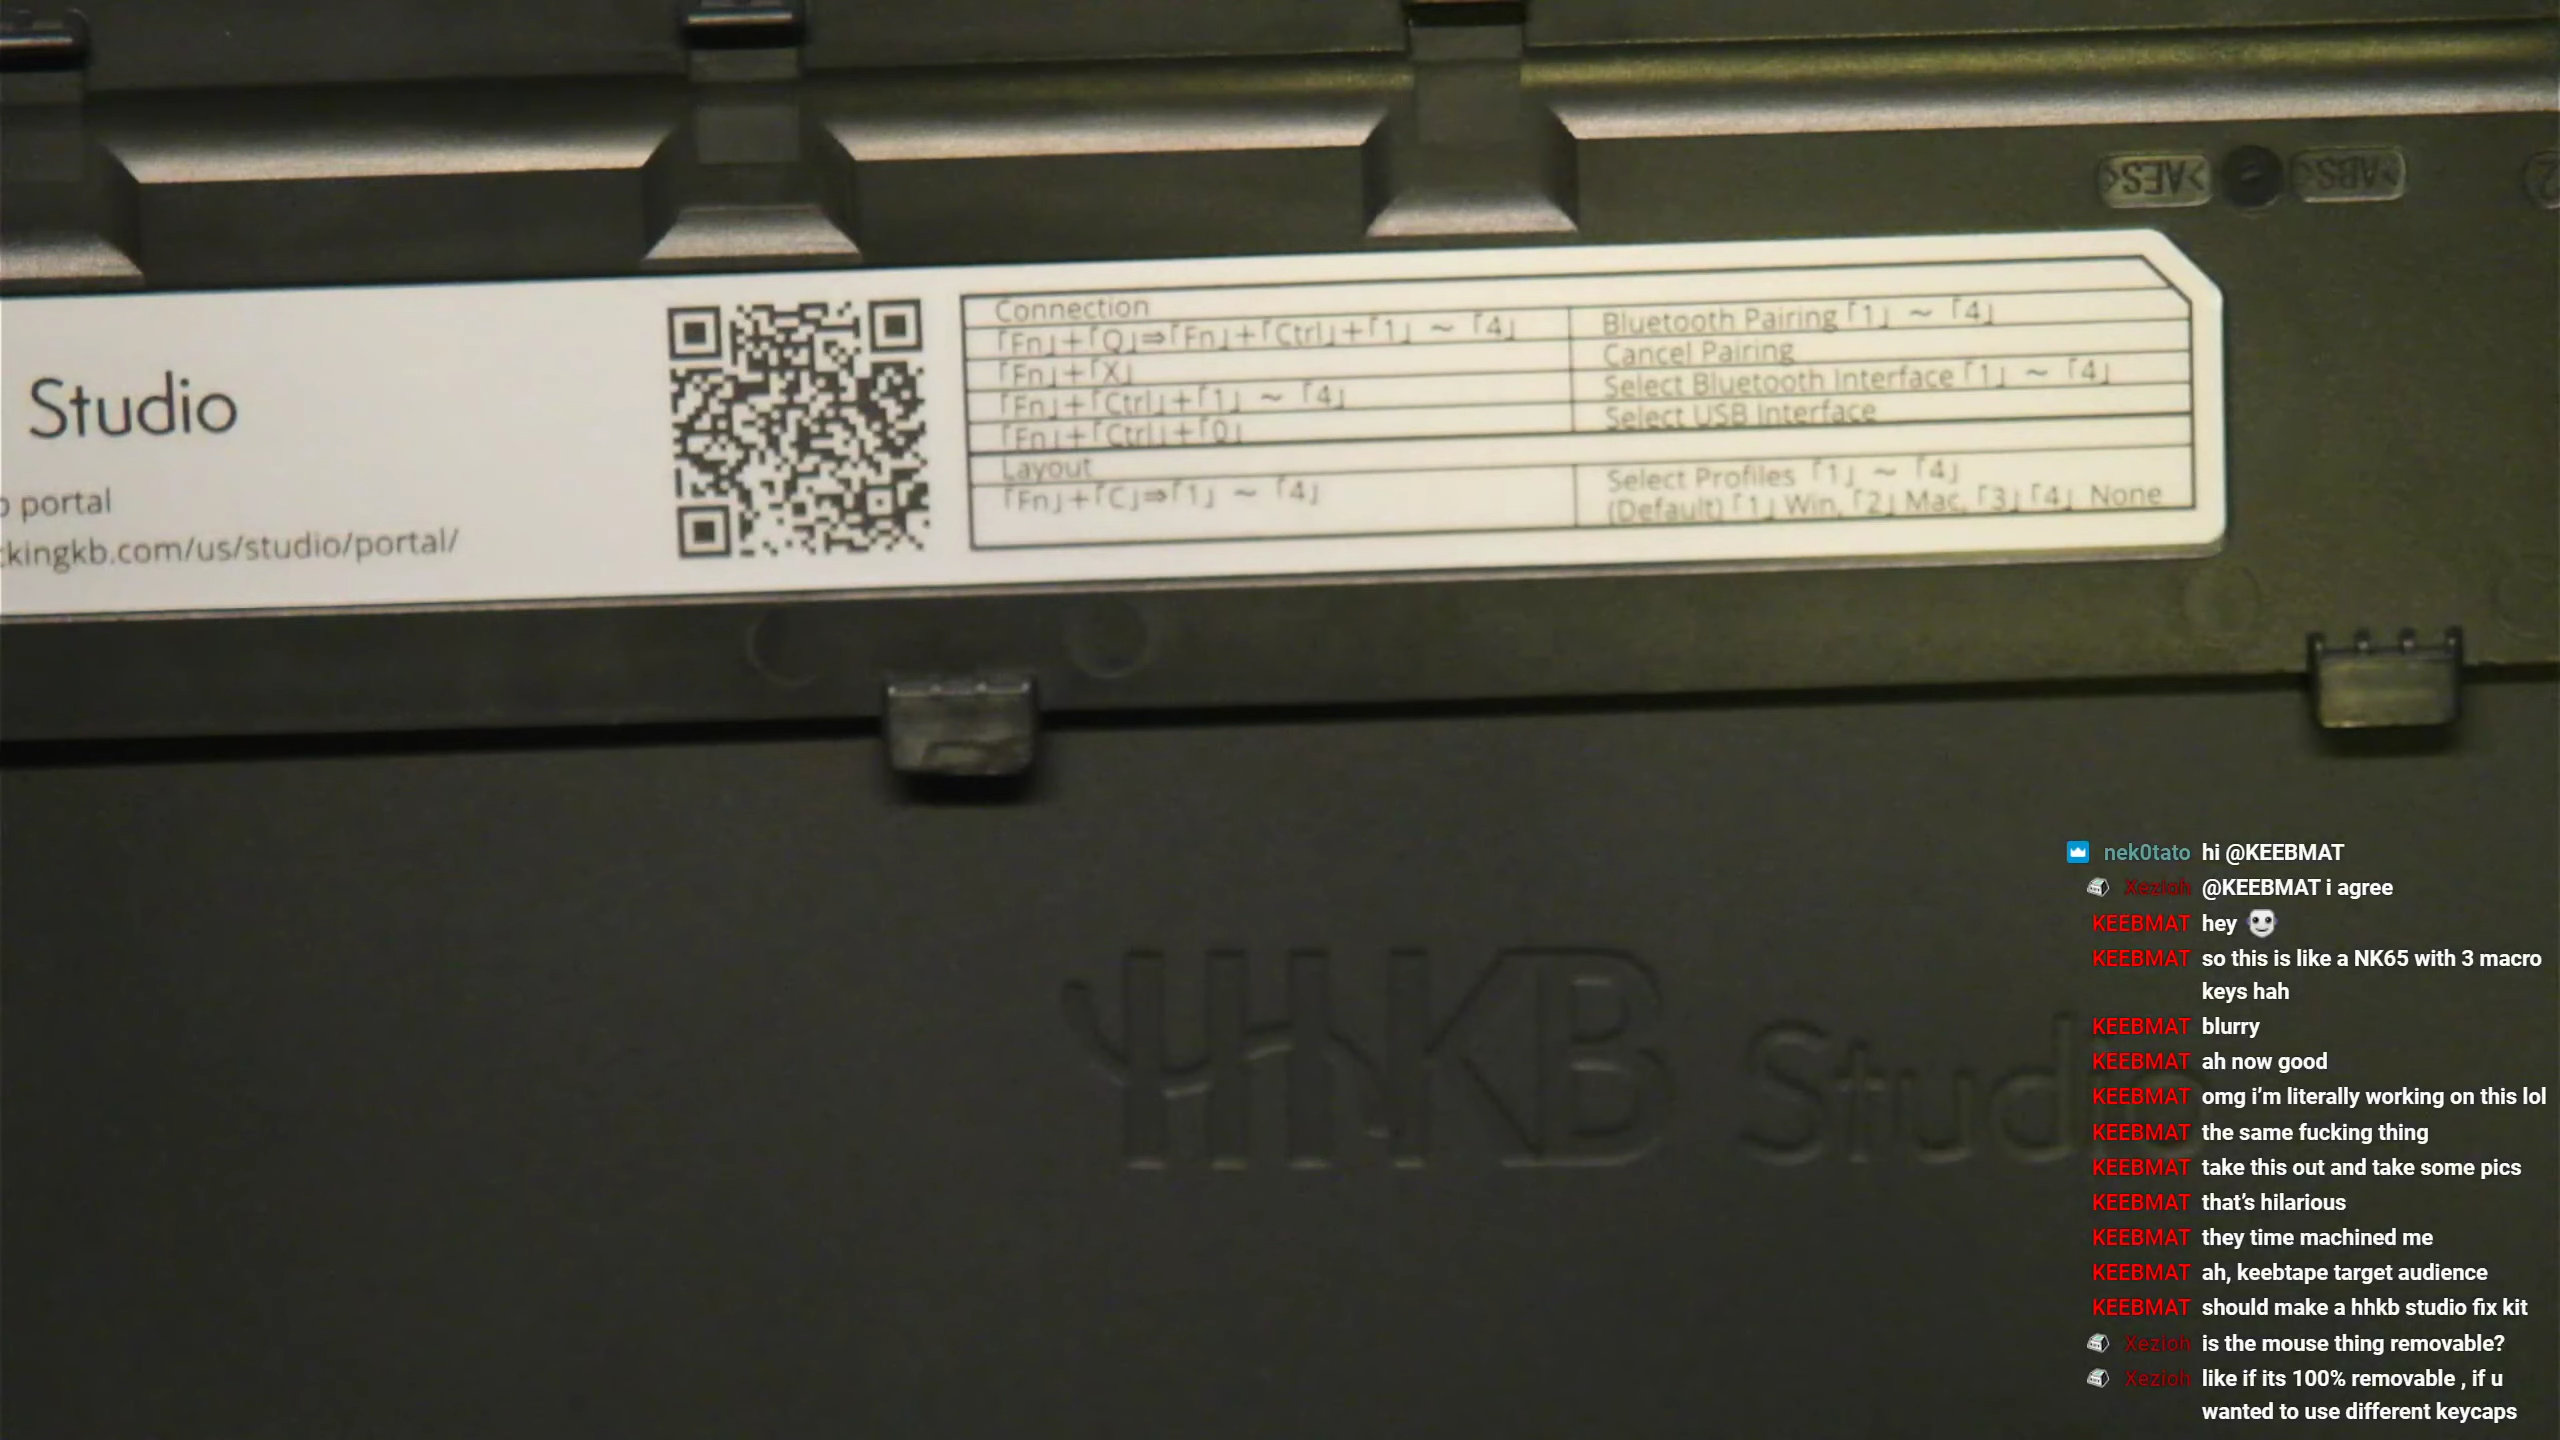 >AES<
>ABS<
Studio
portal
ckingkb.com/us/studio/portal/
Connection
「Fn」+「Q」⇒「Fn」+「Ctrl」+「1」 ~ 「4」 Bluetooth Pairing「1」 ~ 「4」
「Fn」+「X」 Cancel Pairing
「Fn」+「Ctrl」+「1」 ~ 「4」 Select Bluetooth Interface「1」 ~ 「4」
「Fn」+「Ctrl」+「0」 Select USB Interface
Layout
「Fn」+「C」⇒「1」 ~ 「4」 Select Profiles 「1」 ~ 「4」
(Default)「1」Win,「2」Mac,「3」「4」None
HHKB Studio
nek0tato hi @KEEBMAT
Xezioh @KEEBMAT i agree
KEEBMAT hey
KEEBMAT so this is like a NK65 with 3 macro
keys hah
KEEBMAT blurry
KEEBMAT ah now good
KEEBMAT omg i’m literally working on this lol
KEEBMAT the same fucking thing
KEEBMAT take this out and take some pics
KEEBMAT that’s hilarious
KEEBMAT they time machined me
KEEBMAT ah, keebtape target audience
KEEBMAT should make a hhkb studio fix kit
Xezioh is the mouse thing removable?
Xezioh like if its 100% removable , if u
wanted to use different keycaps